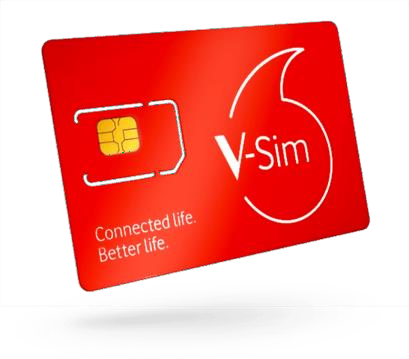 V-Sim
Connected life.
Better life.